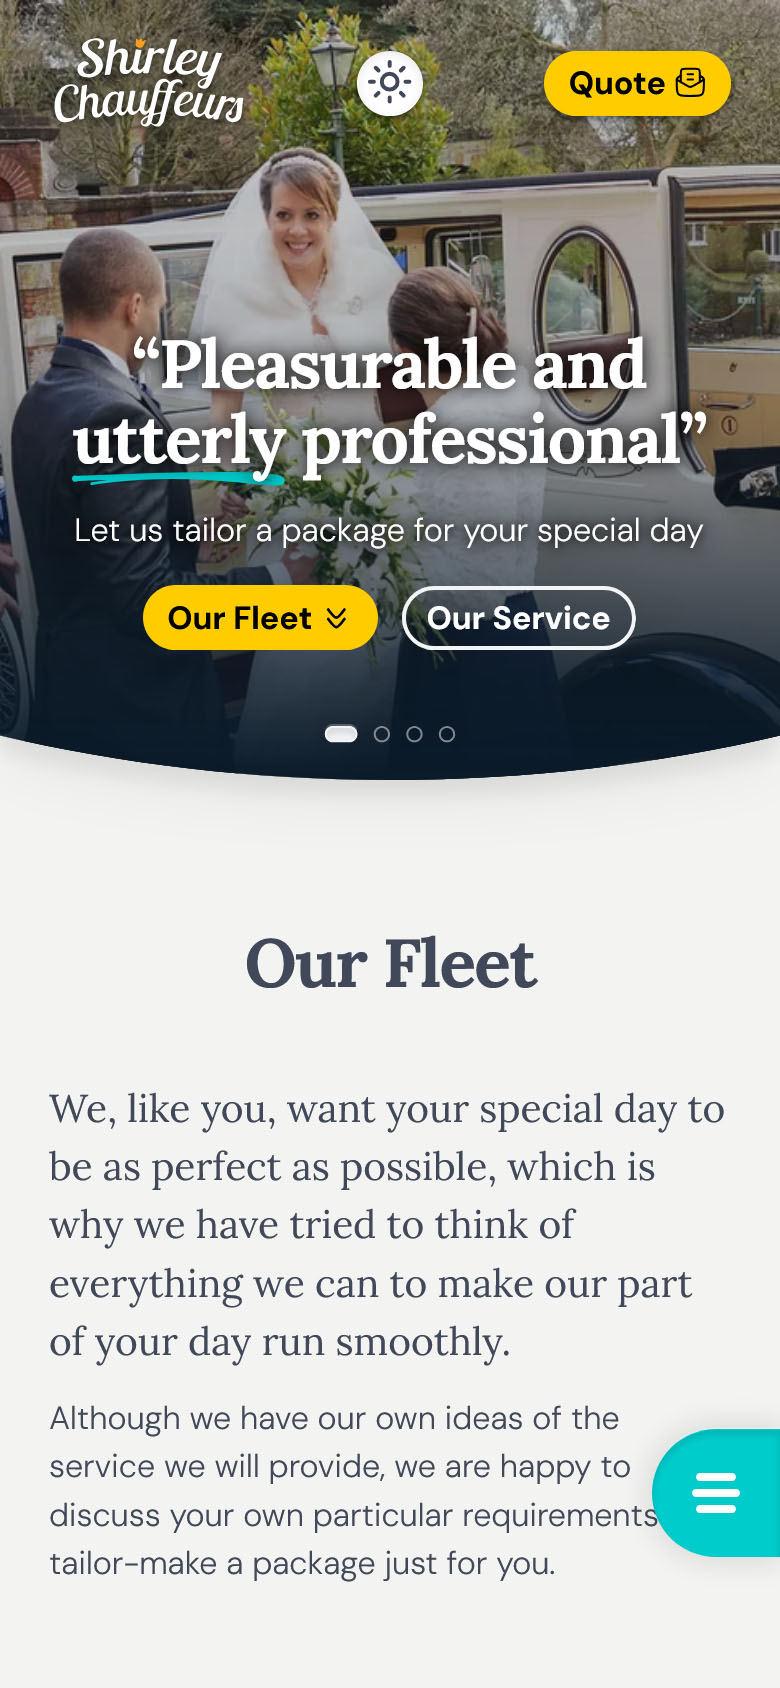 Shirley
Chauffeurs
Quote
“Pleasurable and
utterly professional”
Let us tailor a package for your special day
Our Fleet
Our Service
Our Fleet
We, like you, want your special day to
be as perfect as possible, which is
why we have tried to think of
everything we can to make our part
of your day run smoothly.
Although we have our own ideas of the
service we will provide, we are happy to
discuss your own particular requirements
tailor-make a package just for you.